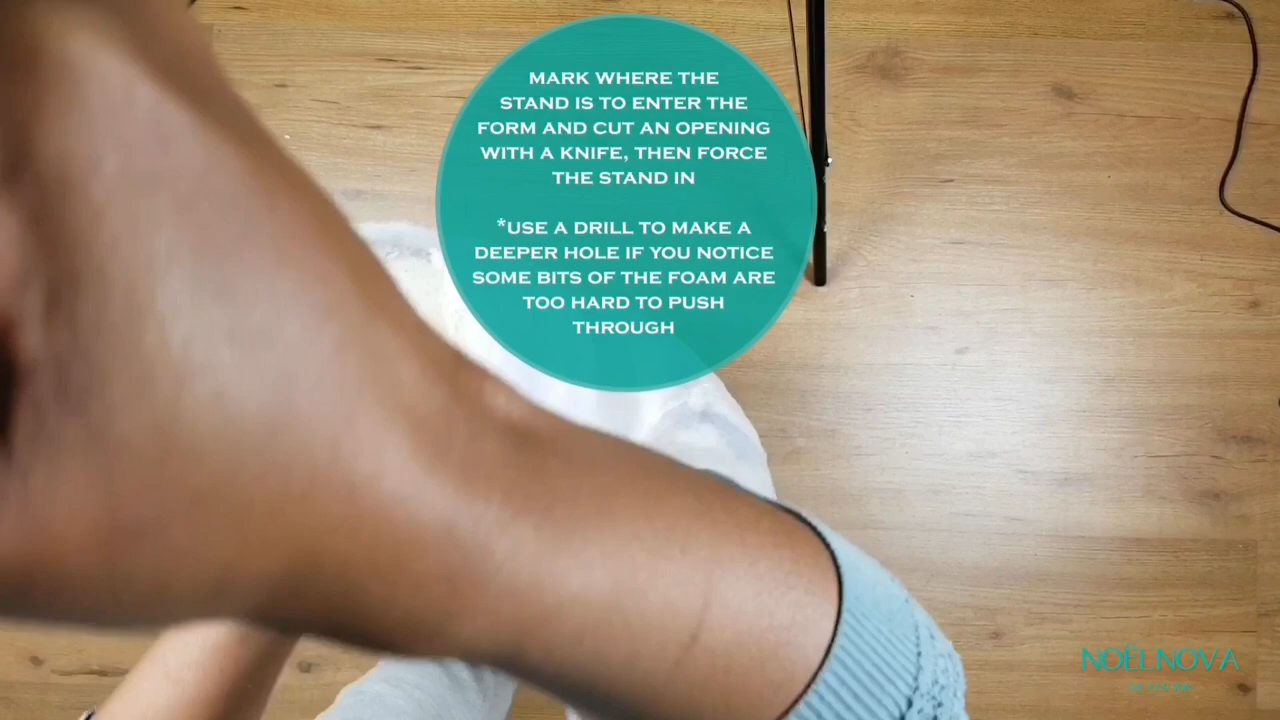 MARK WHERE THE
STAND IS TO ENTER THE
FORM AND CUT AN OPENING
WITH A KNIFE, THEN FORCE
THE STAND IN
*USE A DRILL TO MAKE A
DEEPER HOLE IF YOU NOTICE
SOME BITS OF THE FOAM ARE
TOO HARD TO PUSH
THROUGH
NOËLNOVA